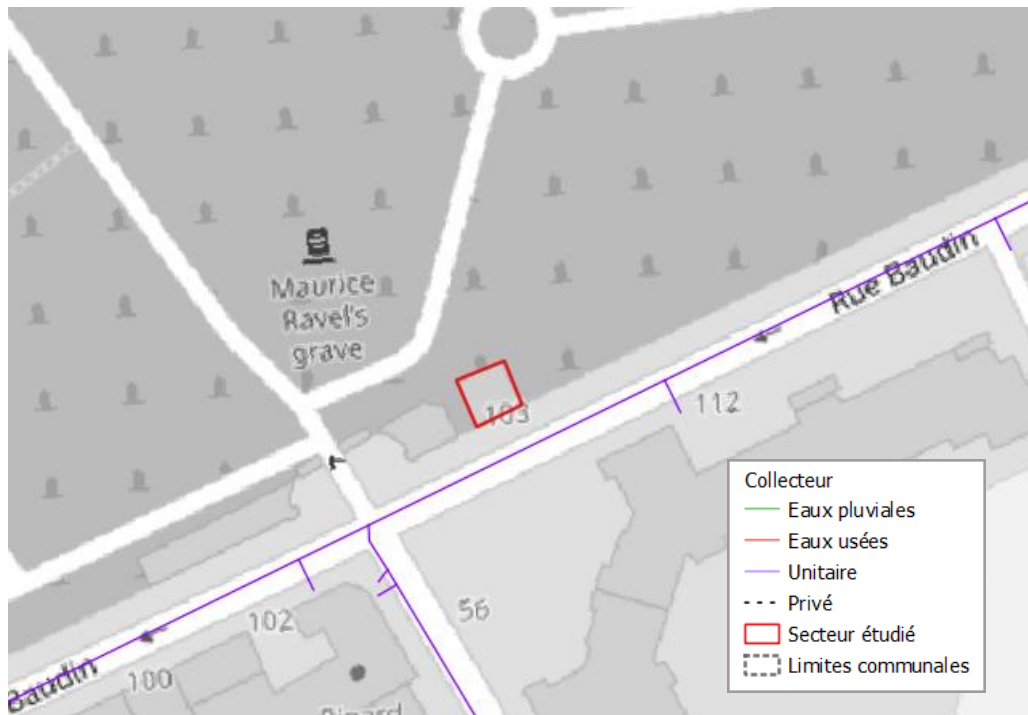 Maurice
Ravel's
grave
Rue Baudin
103
112
56
102
100
Baudin
Collecteur
Eaux pluviales
Eaux usées
Unitaire
Privé
Secteur étudié
Limites communales